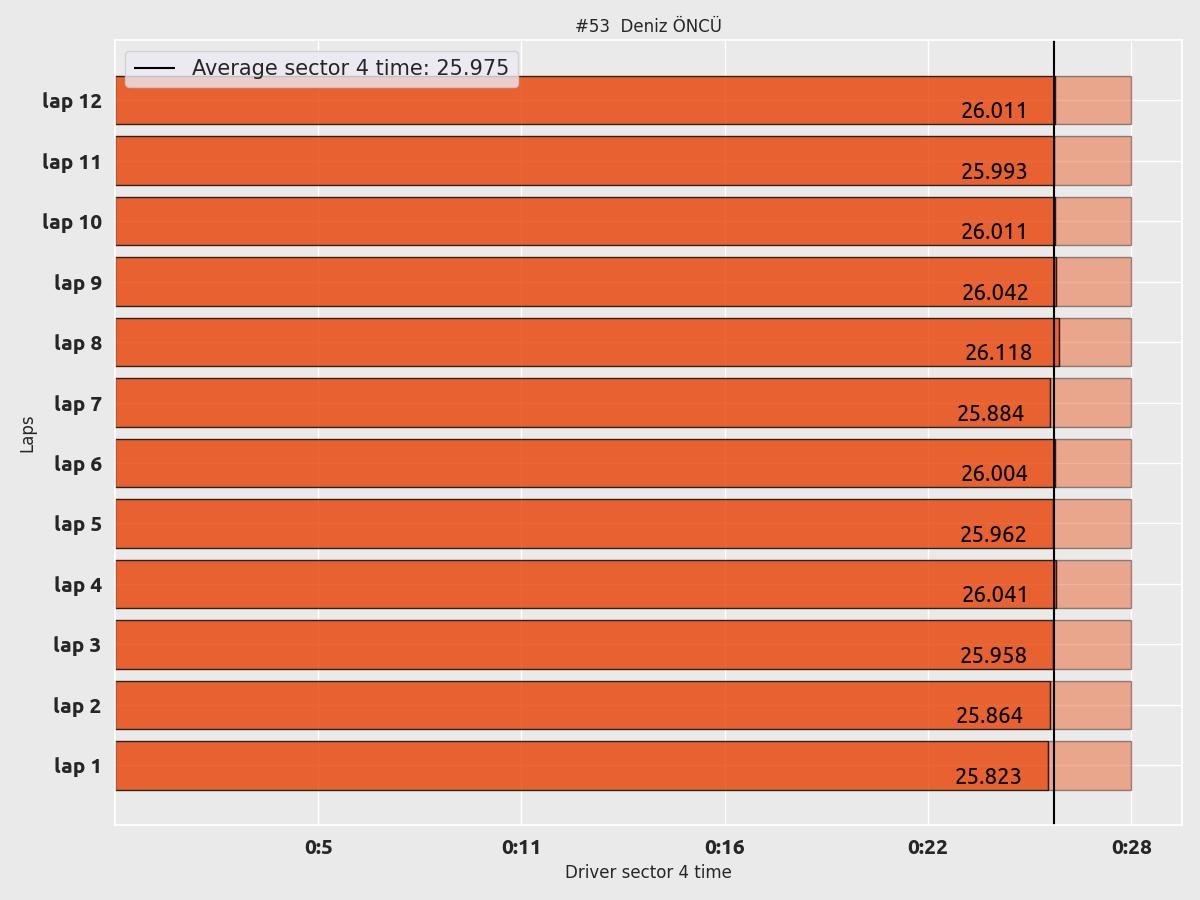 #53 Deniz ÖNCÜ
Average sector 4 time: 25.975
lap 12 26.011
lap 11 25.993
lap 10 26.011
lap 9 26.042
lap 8 26.118
lap 7 25.884
lap 6 26.004
lap 5 25.962
lap 4 26.041
lap 3 25.958
lap 2 25.864
lap 1 25.823
Laps
0:5 0:11 0:16 0:22 0:28
Driver sector 4 time